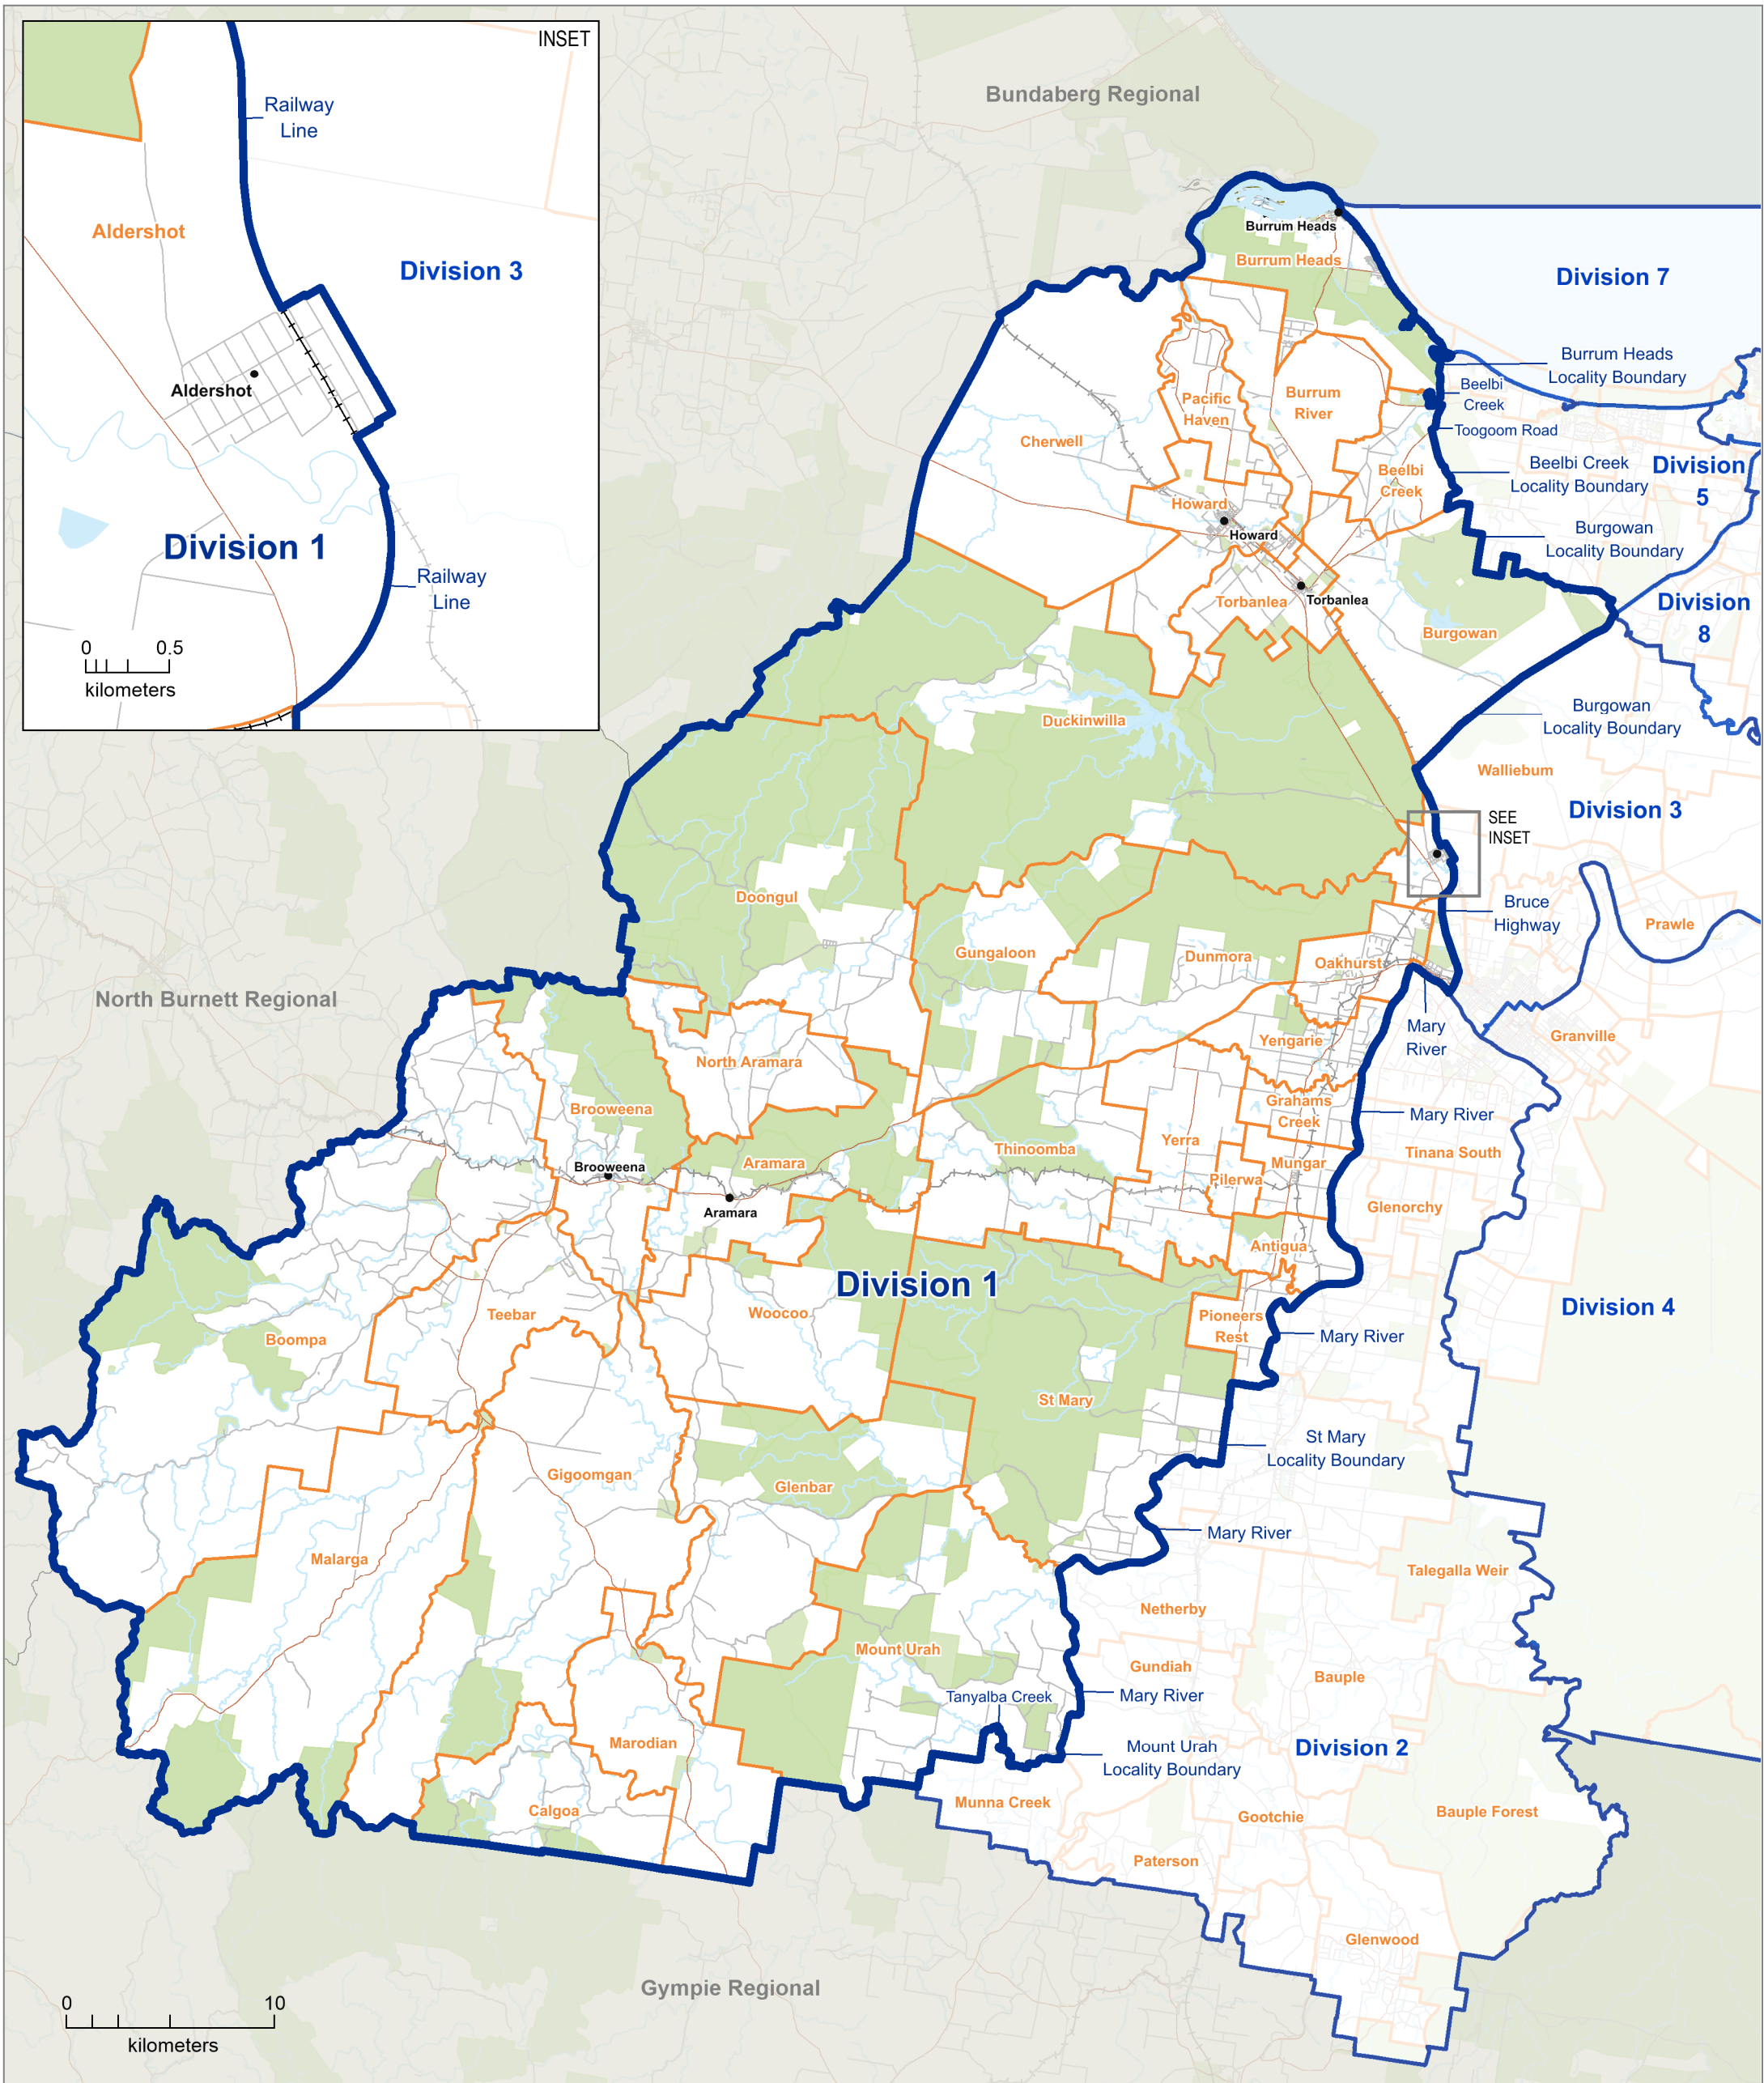 INSET
Railway
Line
Aldershot
Division 3
Aldershot
Division 1
Railway
Line
0 0.5
kilometers
Bundaberg Regional
Burrum Heads
Burrum Heads
Division 7
Burrum Heads
Locality Boundary
Beelbi
Creek
Toogoom Road
Pacific
Haven
Burrum
River
Cherwell
Beelbi
Creek
Beelbi Creek
Locality Boundary
Division
5
Howard
Howard
Burgowan
Locality Boundary
Torbanlea
Torbanlea
Division
8
Burgowan
Duckinwilla
Burgowan
Locality Boundary
Walliebum
Division 3
SEE
INSET
Doongul
Gungaloon
Dunmora
Oakhurst
Bruce
Highway
Prawle
North Burnett Regional
Mary
River
Granville
Yengarie
North Aramara
Brooweena
Grahams
Creek
Mary River
Yerra
Thinoomba
Tinana South
Brooweena
Aramara
Mungar
Pilerwa
Aramara
Glenorchy
Antigua
Division 1
Woocoo
Teebar
Boompa
Pioneers
Rest
Mary River
Division 4
St Mary
St Mary
Locality Boundary
Gigoomgan
Glenbar
Mary River
Malarga
Talegalla Weir
Netherby
Mount Urah
Gundiah
Bauple
Tanyalba Creek
Mary River
Marodian
Mount Urah
Locality Boundary
Division 2
Calgoa
Munna Creek
Gootchie
Bauple Forest
Paterson
Glenwood
Gympie Regional
0 10
kilometers